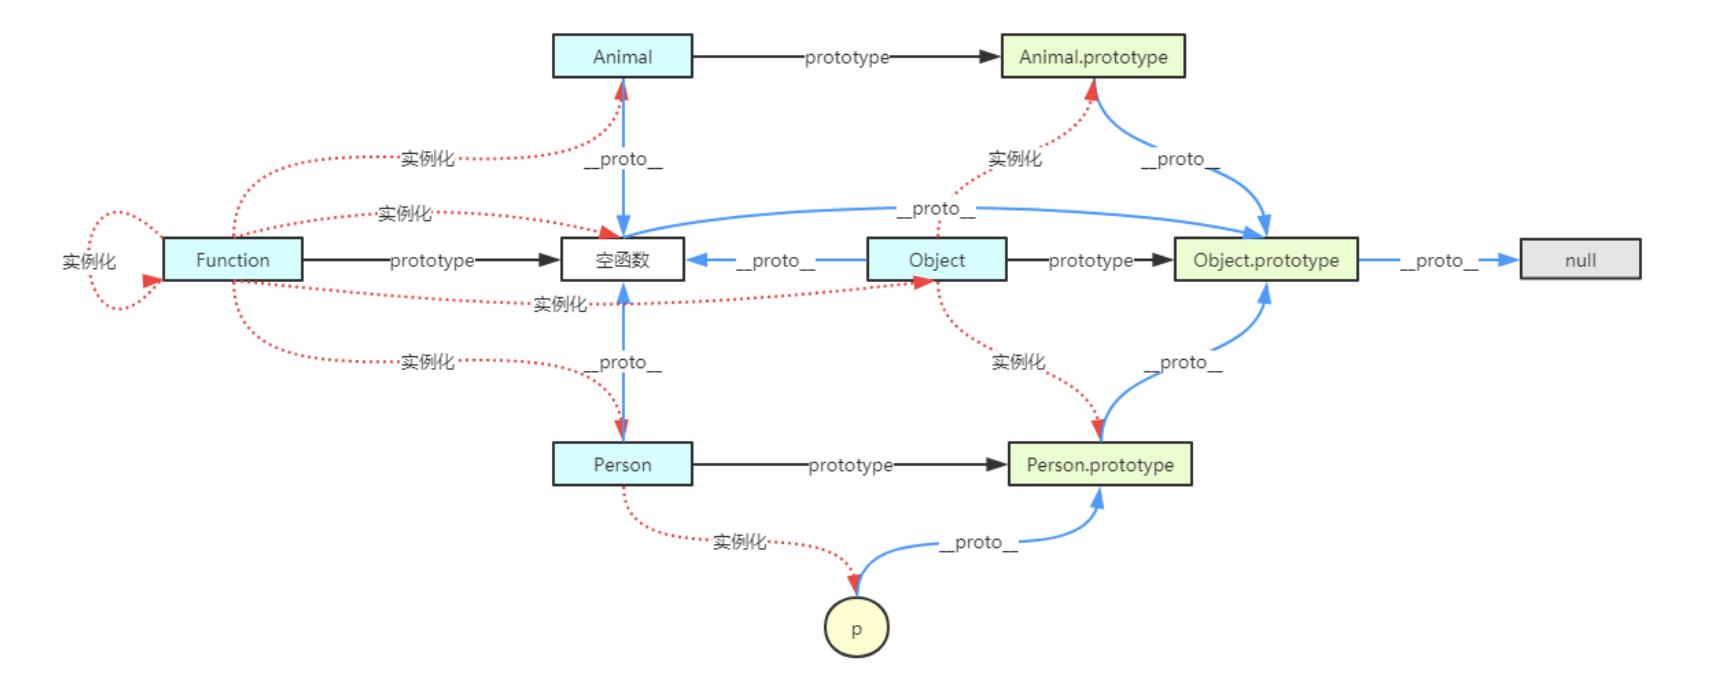 Animal
prototype
Animal.prototype
实例化
__proto__
实例化
__proto__
实例化
__proto__
实例化
Function
prototype
空函数
__proto__
Object
prototype
Object.prototype
__proto__
null
实例化
实例化
__proto__
实例化
__proto__
Person
prototype
Person.prototype
实例化
__proto__
p